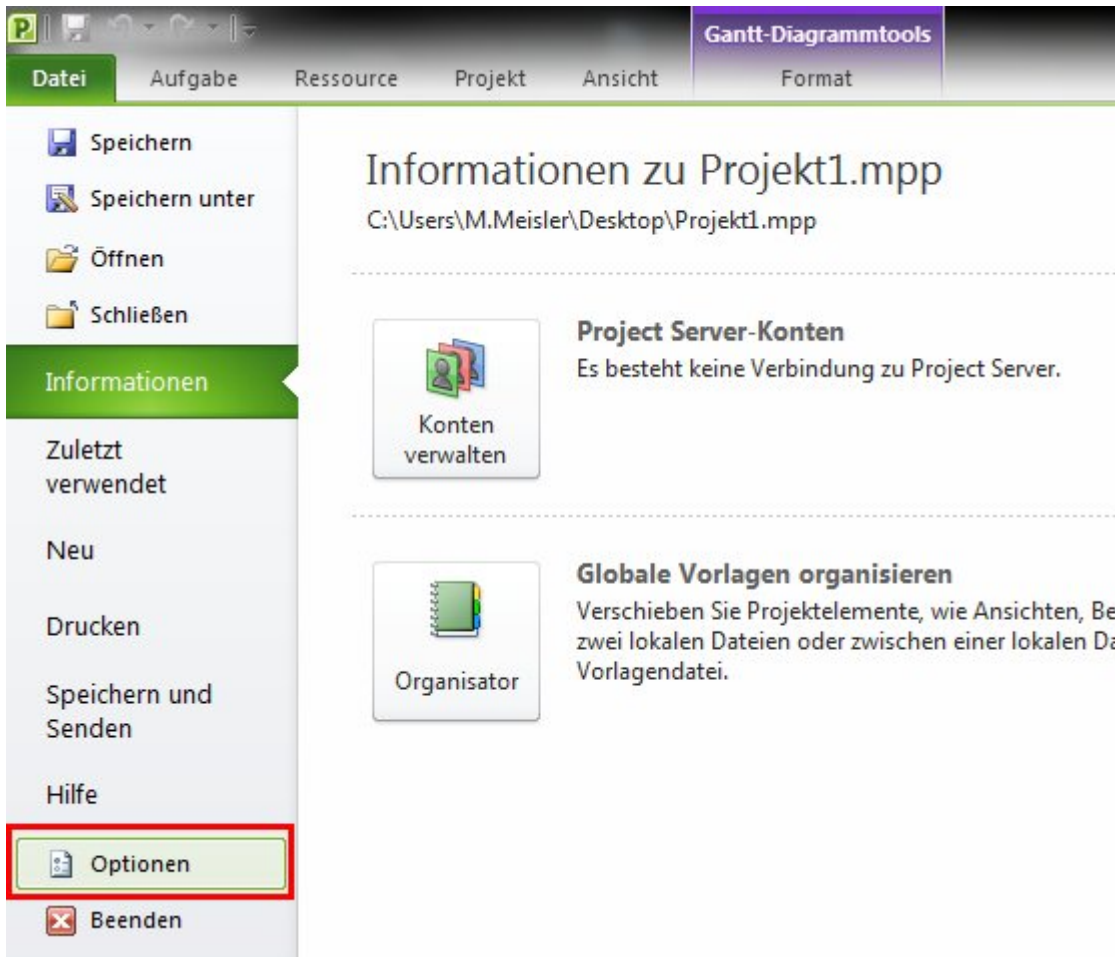 Gantt-Diagrammtools
Datei Aufgabe Ressource Projekt Ansicht Format
Speichern
Speichern unter
Öffnen
Schließen
Informationen
Zuletzt
verwendet
Neu
Drucken
Speichern und
Senden
Hilfe
Optionen
Beenden
Informationen zu Projekt1.mpp
C:\Users\M.Meisler\Desktop\Projekt1.mpp
Konten
verwalten
Project Server-Konten
Es besteht keine Verbindung zu Project Server.
Organisator
Globale Vorlagen organisieren
Verschieben Sie Projektelemente, wie Ansichten, Be
zwei lokalen Dateien oder zwischen einer lokalen Da
Vorlagendatei.